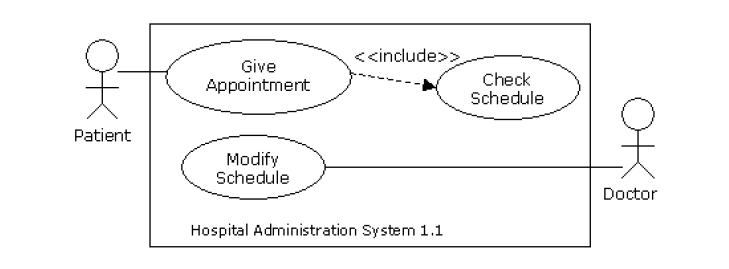 Give
Appointment
<<include>>
Check
Schedule
Patient
Modify
Schedule
Doctor
Hospital Administration System 1.1